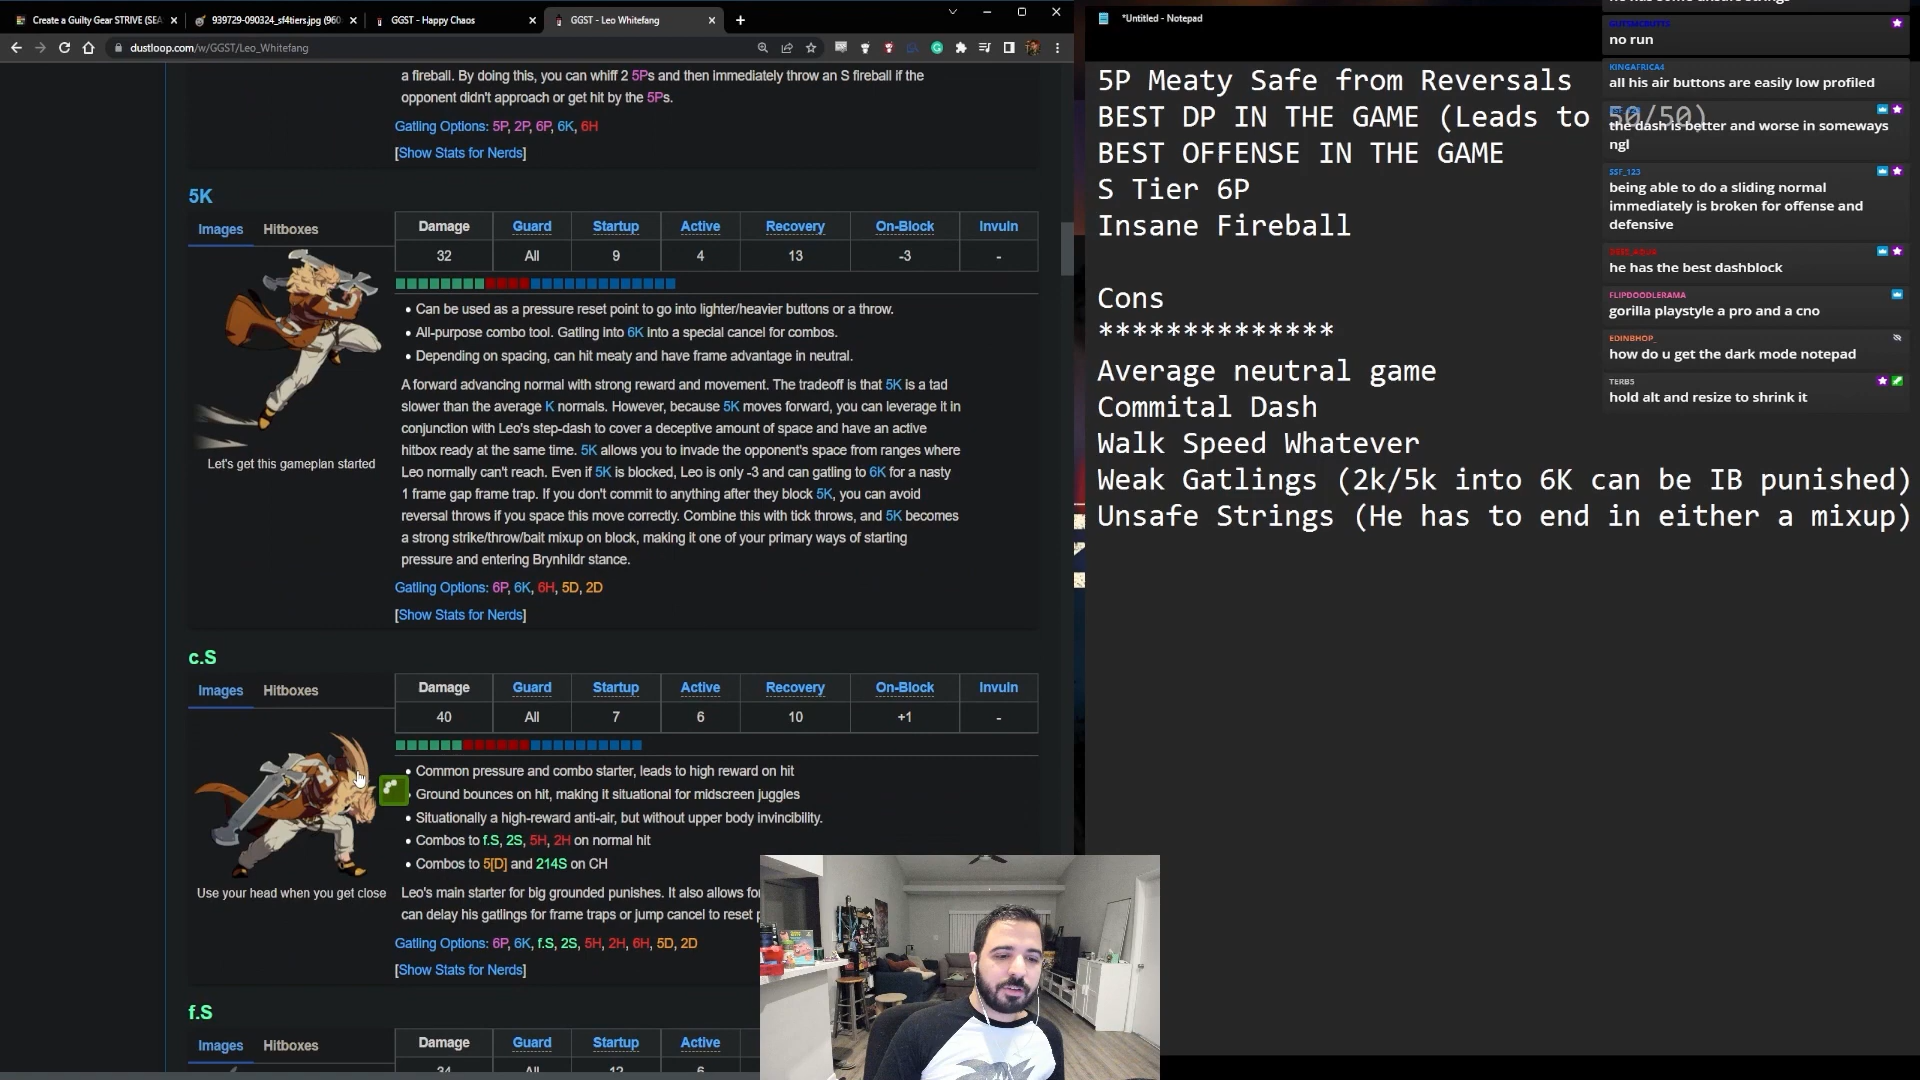 Create a Guilty Gear STRIVE (SEA
939729-090324_sf4tiers.jpg (960
GGST - Happy Chaos
GGST - Leo Whitefang
dustloop.com/w/GGST/Leo_Whitefang
a fireball. By doing this, you can whiff 2 5Ps and then immediately throw an S fireball if the
opponent didn't approach or get hit by the 5Ps.
Gatling Options: 5P, 2P, 6P, 6K, 6H
[Show Stats for Nerds]
5K
Images Hitboxes
Damage Guard Startup Active Recovery On-Block Invuln
32 All 9 4 13 -3 -
• Can be used as a pressure reset point to go into lighter/heavier buttons or a throw.
• All-purpose combo tool. Gatling into 6K into a special cancel for combos.
• Depending on spacing, can hit meaty and have frame advantage in neutral.
A forward advancing normal with strong reward and movement. The tradeoff is that 5K is a tad
slower than the average K normals. However, because 5K moves forward, you can leverage it in
conjunction with Leo's step-dash to cover a deceptive amount of space and have an active
hitbox ready at the same time. 5K allows you to invade the opponent's space from ranges where
Leo normally can't reach. Even if 5K is blocked, Leo is only -3 and can gatling to 6K for a nasty
1 frame gap frame trap. If you don't commit to anything after they block 5K, you can avoid
reversal throws if you space this move correctly. Combine this with tick throws, and 5K becomes
a strong strike/throw/bait mixup on block, making it one of your primary ways of starting
pressure and entering Brynhildr stance.
Let's get this gameplan started
Gatling Options: 6P, 6K, 6H, 5D, 2D
[Show Stats for Nerds]
c.S
Images Hitboxes
Damage Guard Startup Active Recovery On-Block Invuln
40 All 7 6 10 +1 -
• Common pressure and combo starter, leads to high reward on hit
• Ground bounces on hit, making it situational for midscreen juggles
• Situationally a high-reward anti-air, but without upper body invincibility.
• Combos to f.S, 2S, 5H, 2H on normal hit
• Combos to 5[D] and 214S on CH
Use your head when you get close
Leo's main starter for big grounded punishes. It also allows fo
can delay his gatlings for frame traps or jump cancel to reset p
Gatling Options: 6P, 6K, f.S, 2S, 5H, 2H, 6H, 5D, 2D
[Show Stats for Nerds]
f.S
Images Hitboxes
Damage Guard Startup Active
34 All 12 6
*Untitled - Notepad
5P Meaty Safe from Reversals
BEST DP IN THE GAME (Leads to 50/50)
BEST OFFENSE IN THE GAME
S Tier 6P
Insane Fireball
Cons
**************
Average neutral game
Commital Dash
Walk Speed Whatever
Weak Gatlings (2k/5k into 6K can be IB punished)
Unsafe Strings (He has to end in either a mixup)
no run
KINGAFRICA4
all his air buttons are easily low profiled
the dash is better and worse in someways
ngl
SSF_123
being able to do a sliding normal
immediately is broken for offense and
defensive
he has the best dashblock
FLIPDOODLERAMA
gorilla playstyle a pro and a cno
EDINBHOP_
how do u get the dark mode notepad
TERB5
hold alt and resize to shrink it